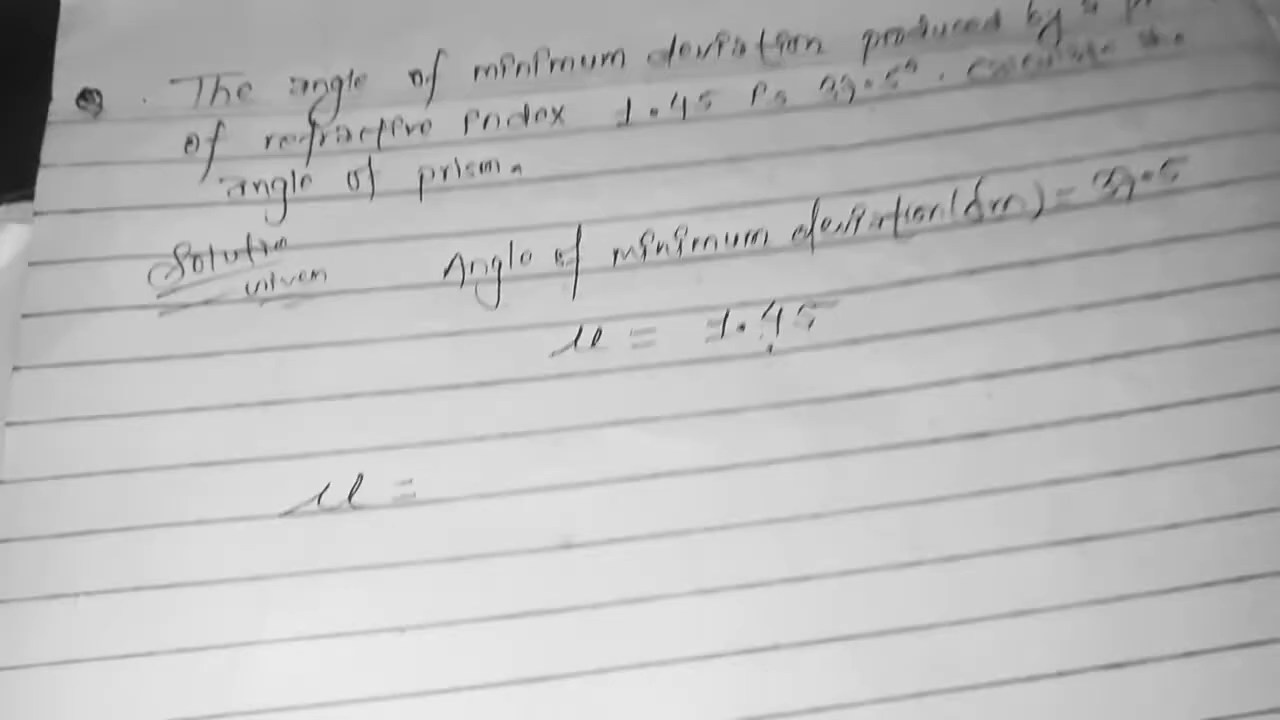 The angle of minimum deviation produced by a
of refractive index 1.45 is 39.5°. calculate the
angle of prism.
Solution
Given Angle of minimum deviation (δm) = 39.5
μ = 1.45
μ =